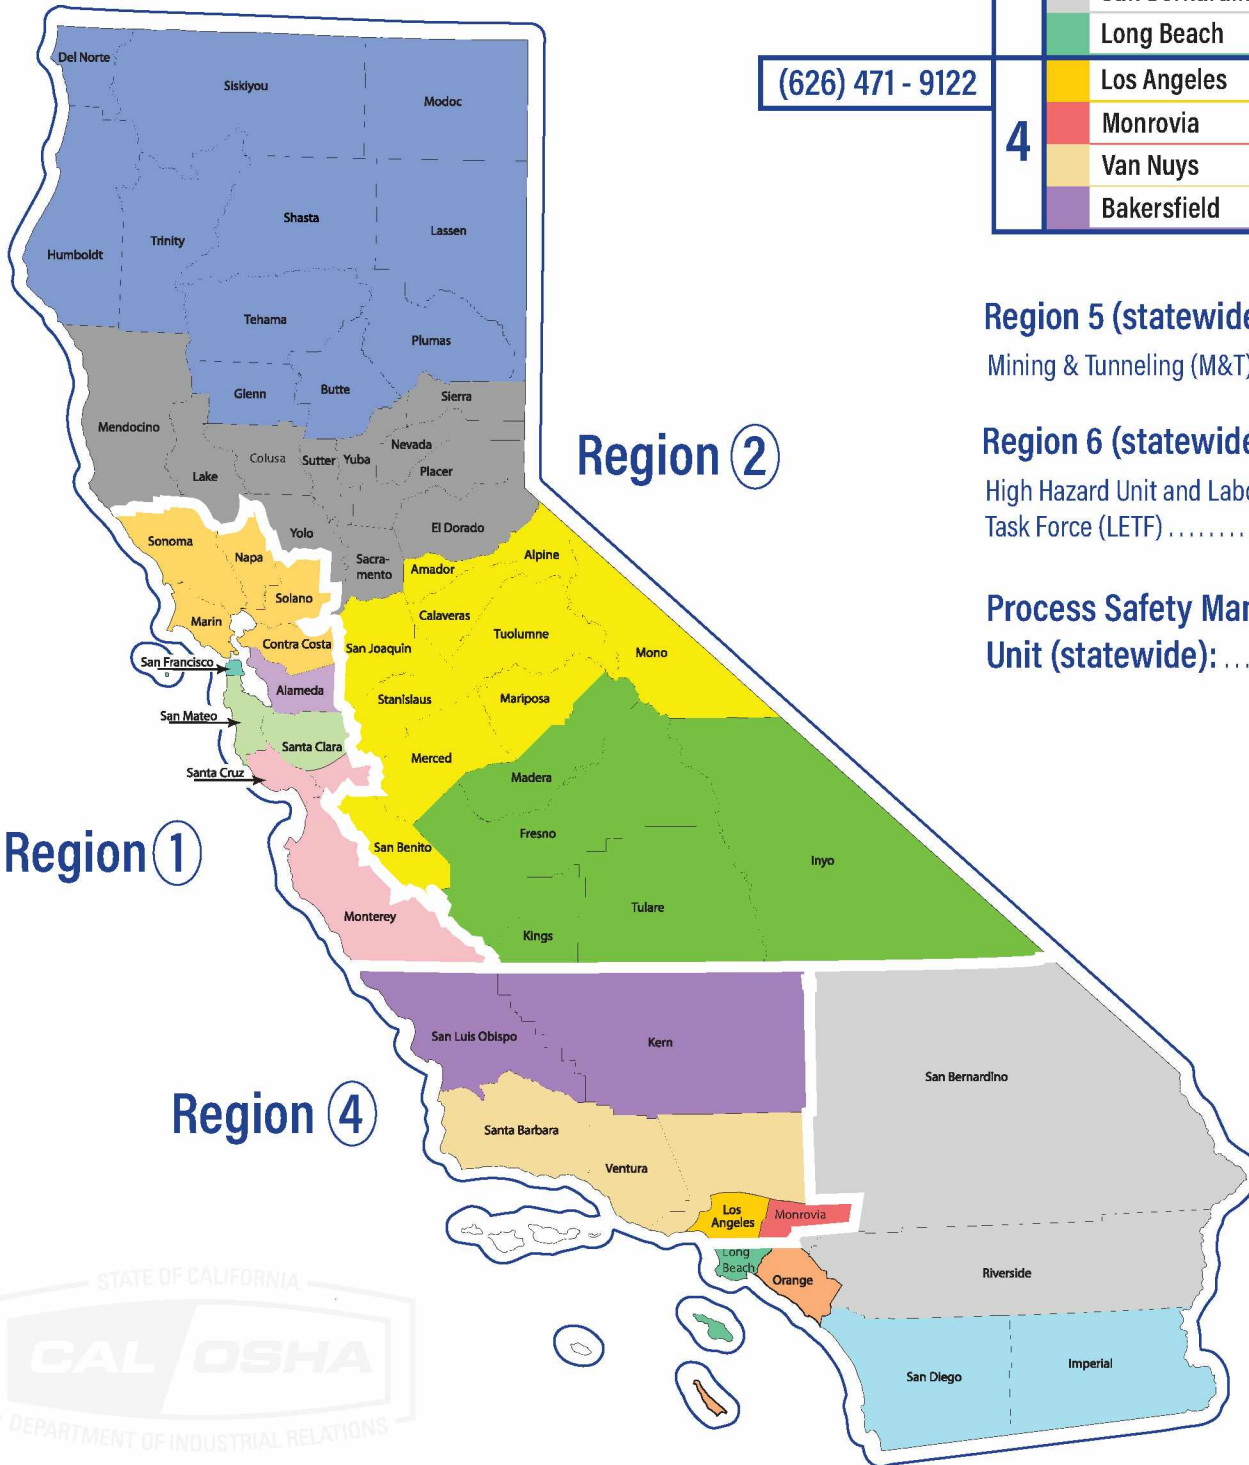 Long Beach
(626) 471 - 9122
4
Los Angeles
Monrovia
Van Nuys
Bakersfield
Region 5 (statewide
Mining & Tunneling (M&T)
Region 6 (statewide
High Hazard Unit and Labo
Task Force (LETF) ........
Process Safety Mar
Unit (statewide): ...
Del Norte
Siskiyou
Modoc
Shasta
Lassen
Trinity
Humboldt
Tehama
Plumas
Glenn
Butte
Sierra
Mendocino
Colusa
Sutter
Yuba
Nevada
Placer
Lake
Region 2
Yolo
El Dorado
Sonoma
Napa
Sacra-
mento
Amador
Alpine
Solano
Marin
Calaveras
Tuolumne
Contra Costa
San Joaquin
Mono
San Francisco
Alameda
Stanislaus
Mariposa
San Mateo
Santa Clara
Merced
Santa Cruz
Madera
Region 1
San Benito
Fresno
Inyo
Monterey
Tulare
Kings
San Luis Obispo
Kern
San Bernardino
Region 4
Santa Barbara
Ventura
Los
Angeles
Monrovia
Long
Beach
Orange
Riverside
San Diego
Imperial
STATE OF CALIFORNIA
CAL OSHA
DEPARTMENT OF INDUSTRIAL RELATIONS